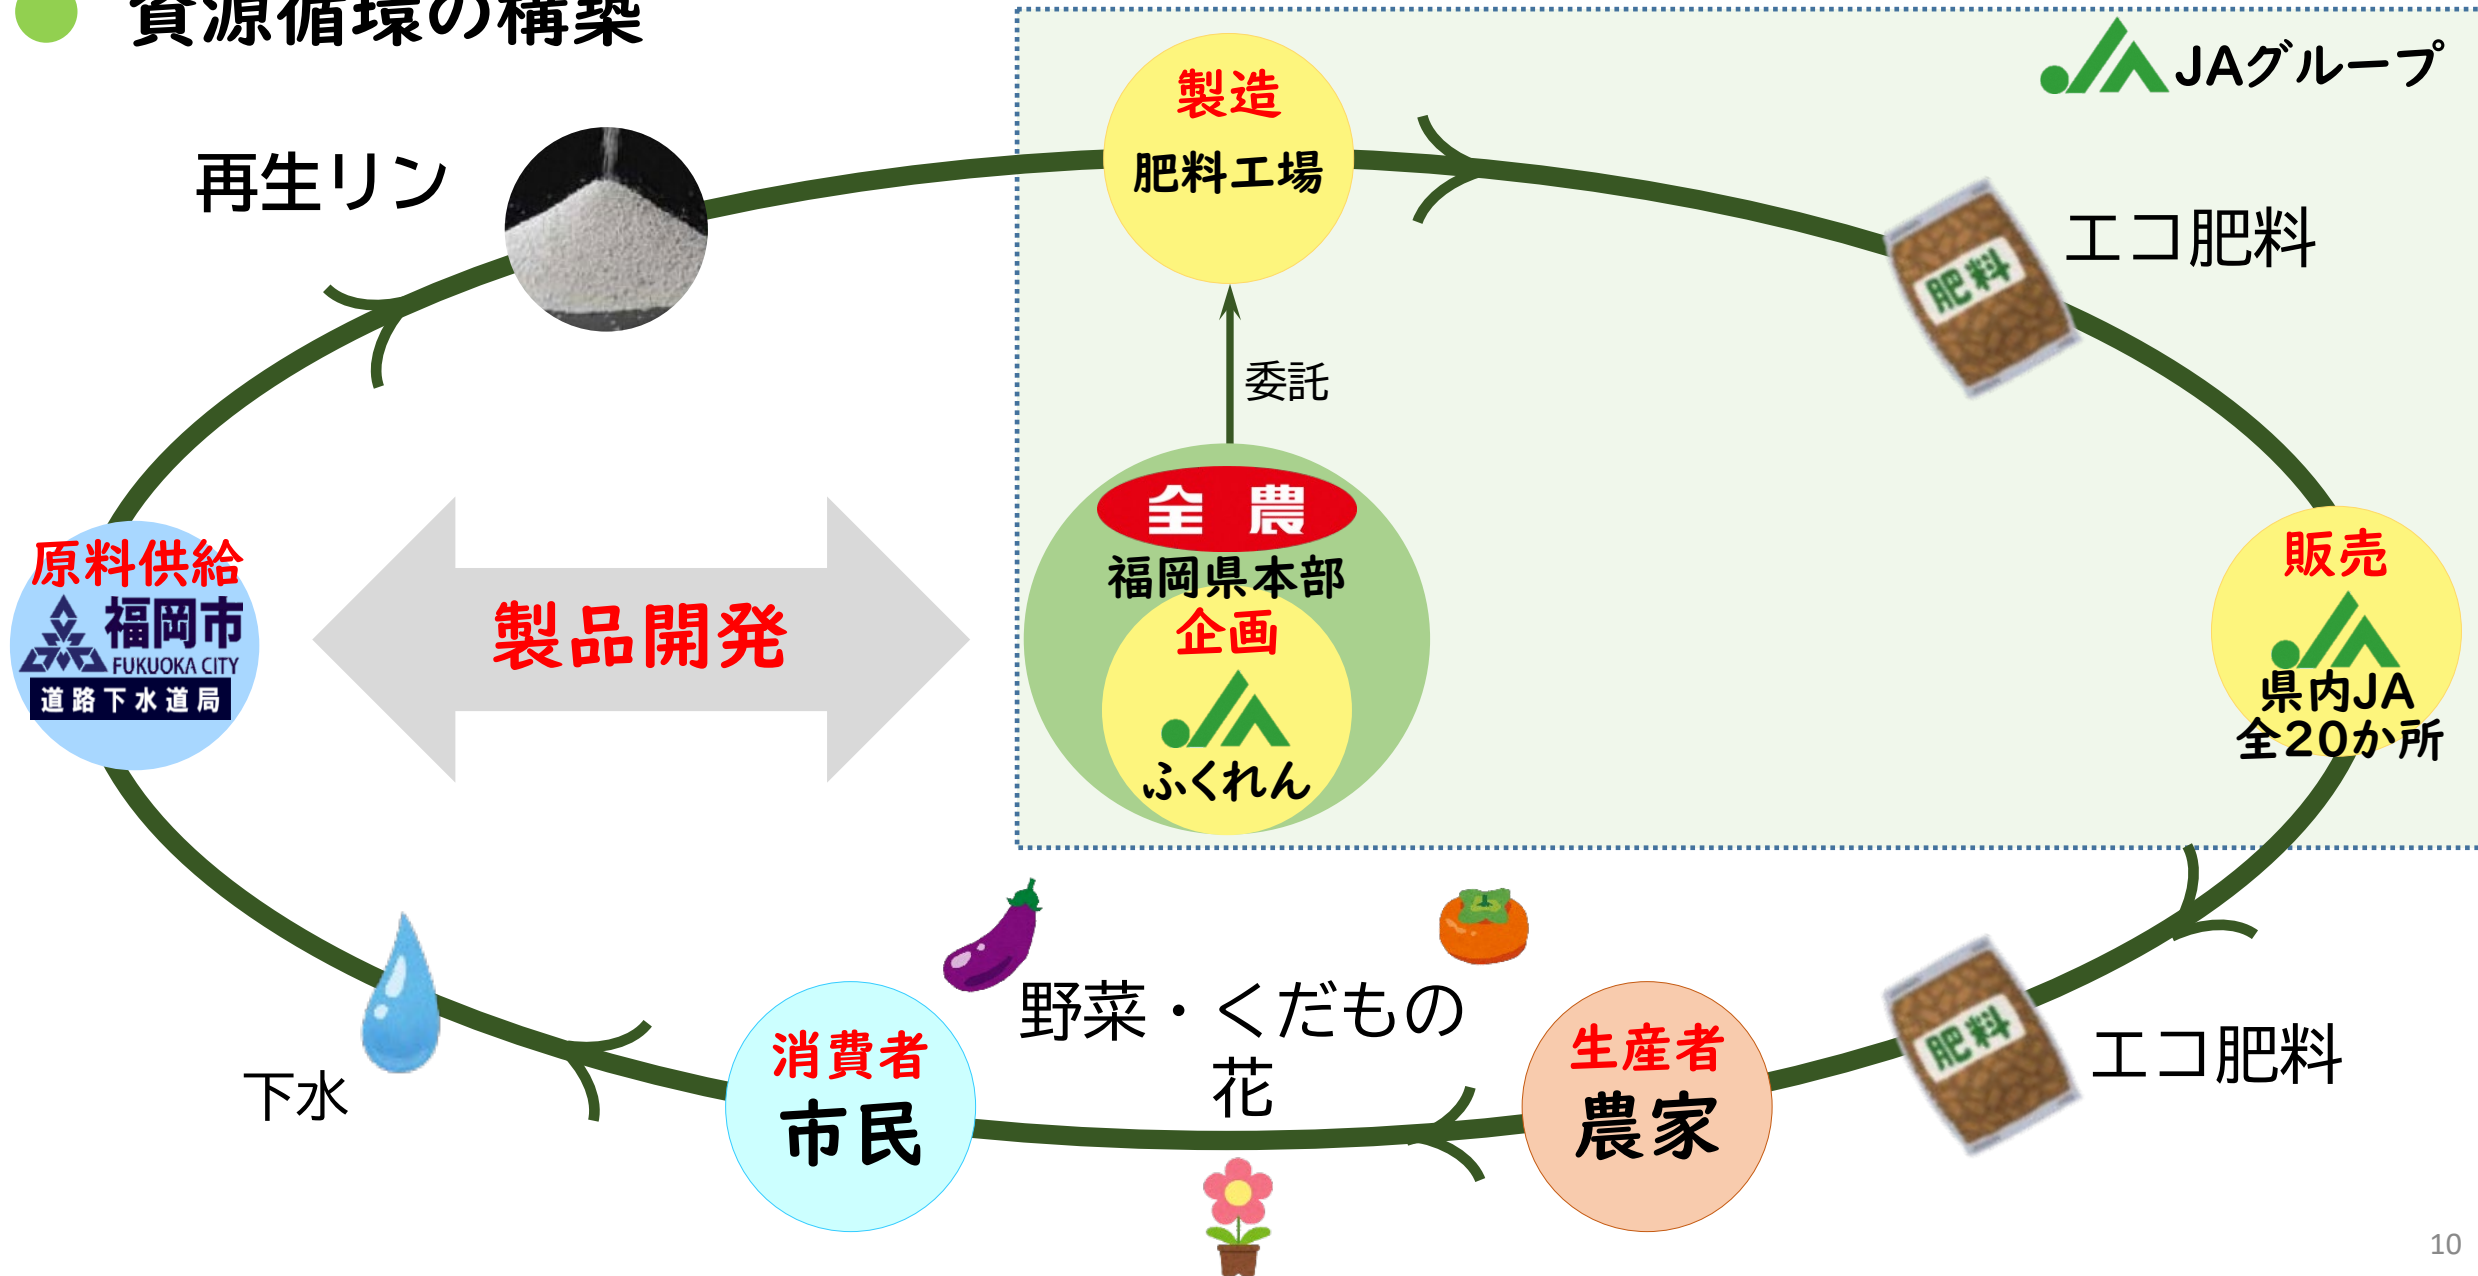 資源循環の構築
JAグループ
製造
肥料工場
再生リン
エコ肥料
肥料
委託
全農
福岡県本部
企画
ふくれん
原料供給
福岡市
FUKUOKA CITY
道路下水道局
製品開発
販売
県内JA
全20か所
野菜・くだもの
花
消費者
市民
生産者
農家
肥料
エコ肥料
下水
10